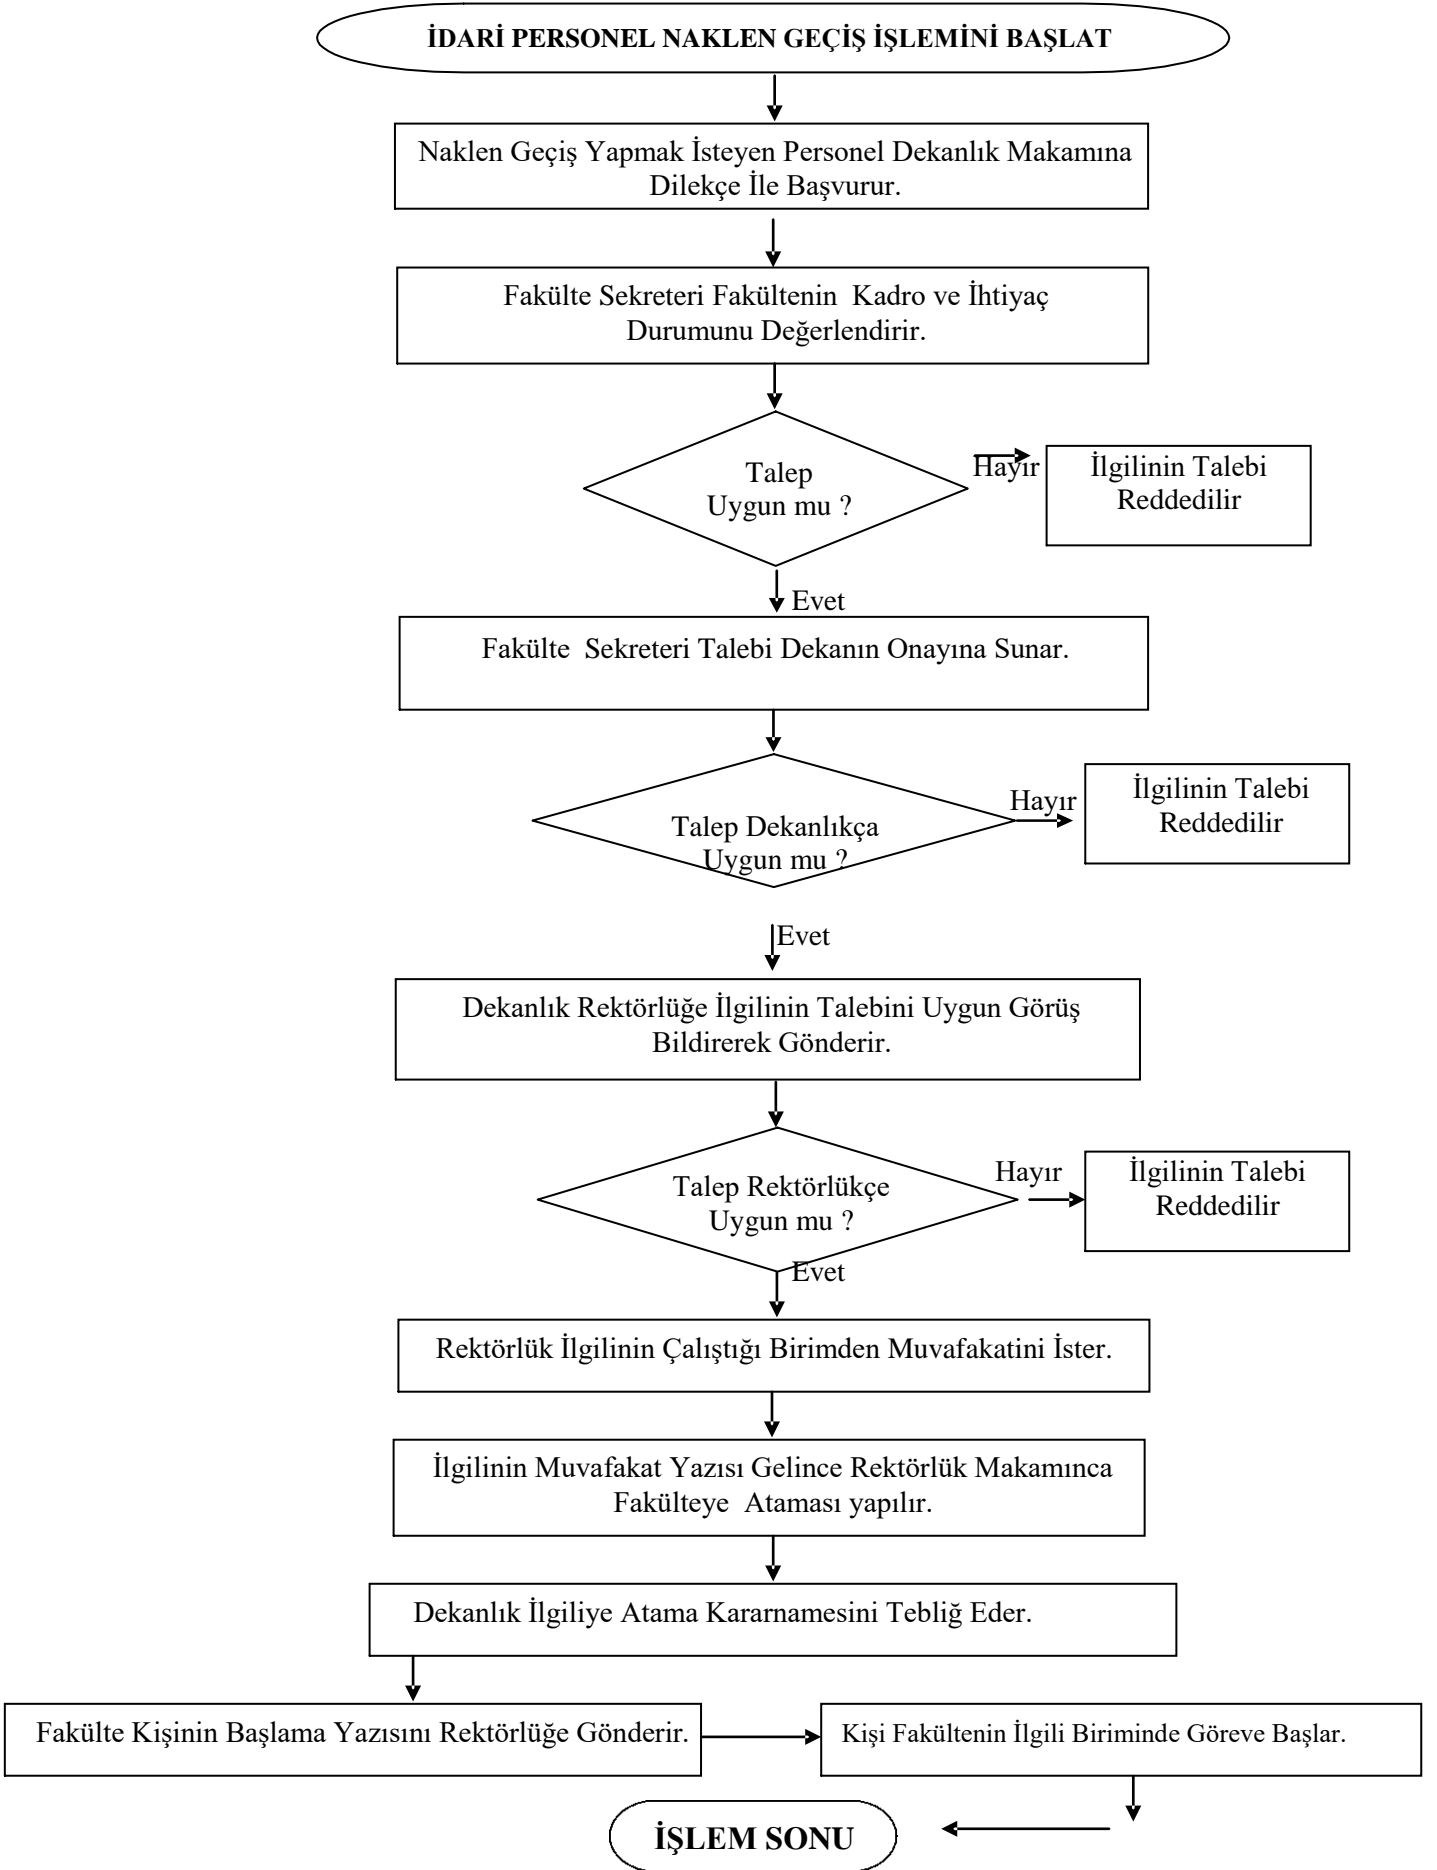 İDARİ PERSONEL NAKLEN GEÇİŞ İŞLEMİNİ BAŞLAT
Naklen Geçiş Yapmak İsteyen Personel Dekanlık Makamına
Dilekçe İle Başvurur.
Fakülte Sekreteri Fakültenin Kadro ve İhtiyaç
Durumunu Değerlendirir.
Talep
Uygun mu ?
Hayır
İlgilinin Talebi
Reddedilir
Evet
Fakülte Sekreteri Talebi Dekanın Onayına Sunar.
Talep Dekanlıkça
Uygun mu ?
Hayır
İlgilinin Talebi
Reddedilir
Evet
Dekanlık Rektörlüğe İlgilinin Talebini Uygun Görüş
Bildirerek Gönderir.
Talep Rektörlükçe
Uygun mu ?
Hayır
İlgilinin Talebi
Reddedilir
Evet
Rektörlük İlgilinin Çalıştığı Birimden Muvafakatini İster.
İlgilinin Muvafakat Yazısı Gelince Rektörlük Makamınca
Fakülteye Ataması yapılır.
Dekanlık İlgiliye Atama Kararnamesini Tebliğ Eder.
Fakülte Kişinin Başlama Yazısını Rektörlüğe Gönderir.
Kişi Fakültenin İlgili Biriminde Göreve Başlar.
İŞLEM SONU